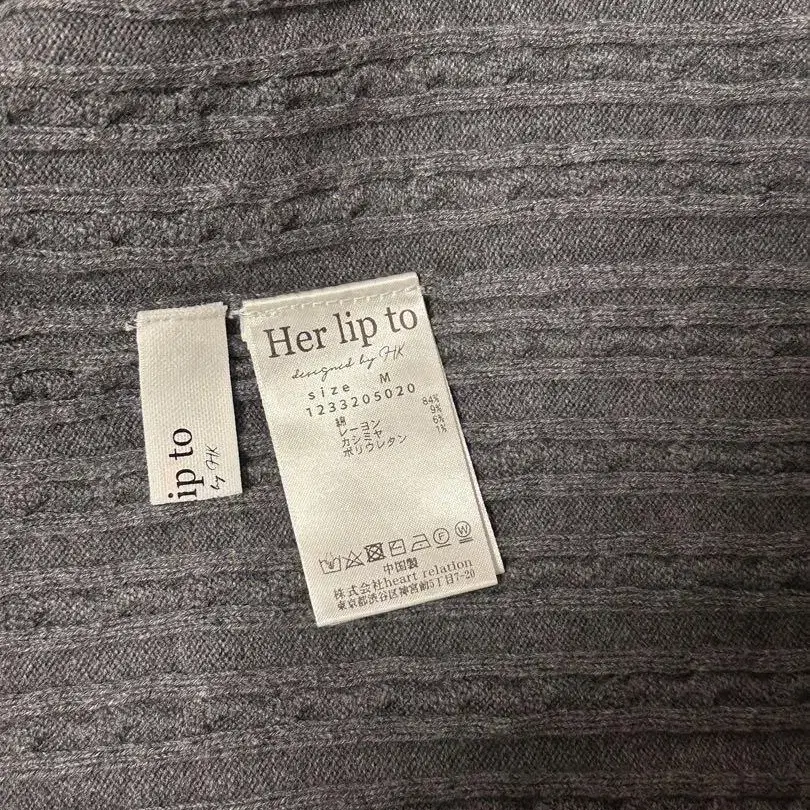 ip to
by HK
Her lip to
designed by HK
size M
1233205020
綿 84%
レーヨン 9%
カシミヤ 6%
ポリウレタン 1%
中国製
株式会社heart relation
東京都渋谷区神宮前5丁目7-20